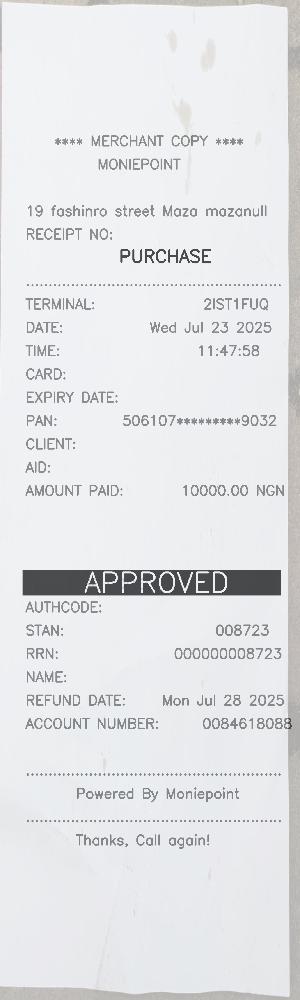 **** MERCHANT COPY ****
MONIEPOINT
19 fashinro street Maza mazanull
RECEIPT NO:
PURCHASE
TERMINAL: 2IST1FUQ
DATE: Wed Jul 23 2025
TIME: 11:47:58
CARD:
EXPIRY DATE:
PAN: 506107*********9032
CLIENT:
AID:
AMOUNT PAID: 10000.00 NGN
APPROVED
AUTHCODE:
STAN: 008723
RRN: 000000008723
NAME:
REFUND DATE: Mon Jul 28 2025
ACCOUNT NUMBER: 0084618088
Powered By Moniepoint
Thanks, Call again!